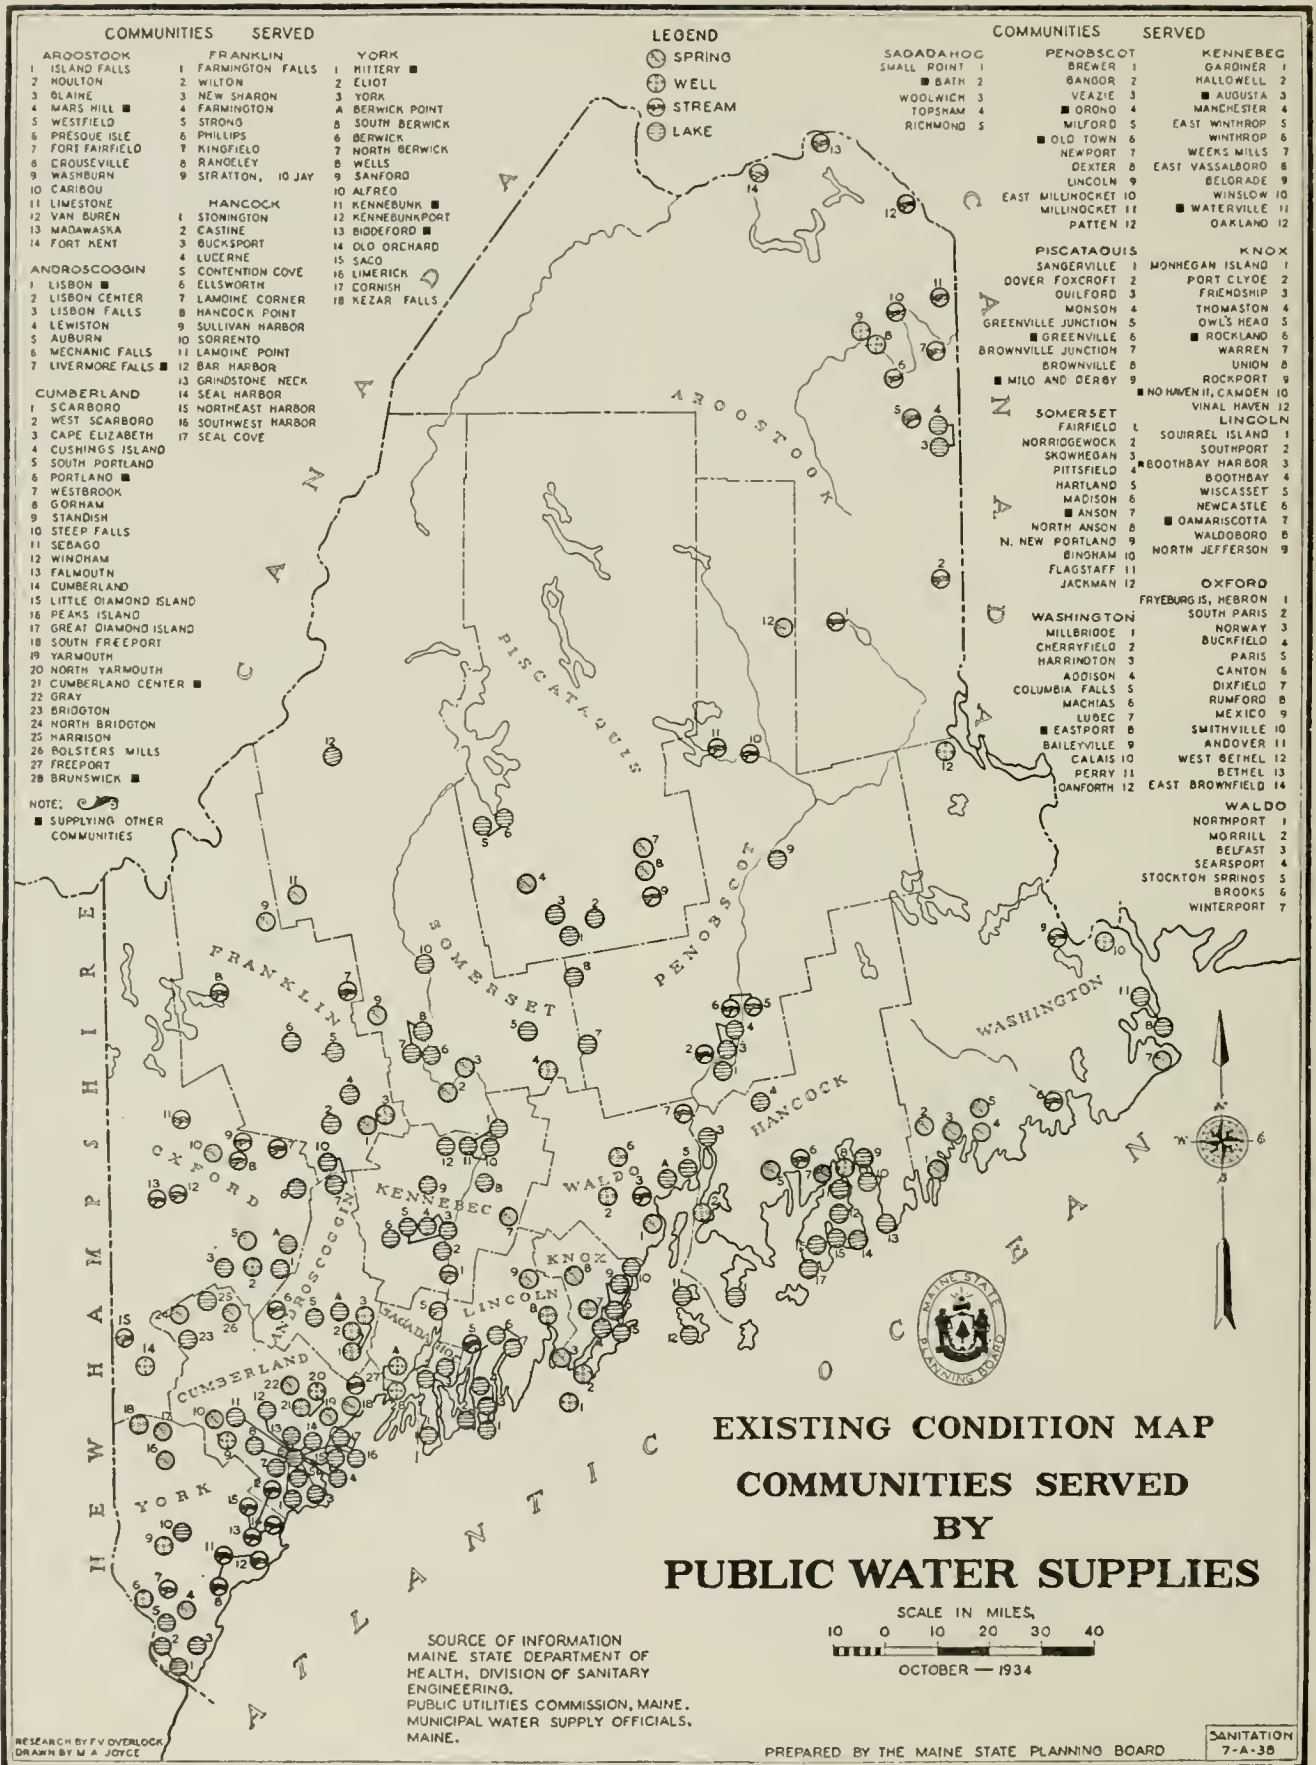 COMMUNITIES SERVED
AROOSTOOK
1 ISLAND FALLS
2 HOULTON
3 BLAINE
4 MARS HILL ■
5 WESTFIELD
6 PRESQUE ISLE
7 FORT FAIRFIELD
8 CROUSEVILLE
9 WASHBURN
10 CARIBOU
11 LIMESTONE
12 VAN BUREN
13 MADAWASKA
14 FORT KENT
ANDROSCOGGIN
1 LISBON ■
2 LISBON CENTER
3 LISBON FALLS
4 LEWISTON
5 AUBURN
6 MECHANIC FALLS
7 LIVERMORE FALLS ■
CUMBERLAND
1 SCARBORO
2 WEST SCARBORO
3 CAPE ELIZABETH
4 CUSHINGS ISLAND
5 SOUTH PORTLAND
6 PORTLAND ■
7 WESTBROOK
8 GORHAM
9 STANDISH
10 STEEP FALLS
11 SEBAGO
12 WINDHAM
13 FALMOUTH
14 CUMBERLAND
15 LITTLE DIAMOND ISLAND
16 PEAKS ISLAND
17 GREAT DIAMOND ISLAND
18 SOUTH FREEPORT
19 YARMOUTH
20 NORTH YARMOUTH
21 CUMBERLAND CENTER ■
22 GRAY
23 BRIDGTON
24 NORTH BRIDGTON
25 HARRISON
26 BOLSTERS MILLS
27 FREEPORT
28 BRUNSWICK ■
NOTE:
■ SUPPLYING OTHER
COMMUNITIES
FRANKLIN
1 FARMINGTON FALLS
2 WILTON
3 NEW SHARON
4 FARMINGTON
5 STRONG
6 PHILLIPS
7 KINGFIELD
8 RANGELEY
9 STRATTON, 10 JAY
HANCOCK
1 STONINGTON
2 CASTINE
3 BUCKSPORT
4 LUCERNE
5 CONTENTION COVE
6 ELLSWORTH
7 LAMOINE CORNER
8 HANCOCK POINT
9 SULLIVAN HARBOR
10 SORRENTO
11 LAMOINE POINT
12 BAR HARBOR
13 GRINDSTONE NECK
14 SEAL HARBOR
15 NORTHEAST HARBOR
16 SOUTHWEST HARBOR
17 SEAL COVE
YORK
1 KITTERY ■
2 ELIOT
3 YORK
4 BERWICK POINT
5 SOUTH BERWICK
6 BERWICK
7 NORTH BERWICK
8 WELLS
9 SANFORD
10 ALFRED
11 KENNEBUNK ■
12 KENNEBUNKPORT
13 BIDDEFORD ■
14 OLD ORCHARD
15 SACO
16 LIMERICK
17 CORNISH
18 KEZAR FALLS
LEGEND
SPRING
WELL
STREAM
LAKE
COMMUNITIES SERVED
SAGADAHOC
SMALL POINT 1
■ BATH 2
WOOLWICH 3
TOPSHAM 4
RICHMOND 5
PENOBSCOT
BREWER 1
BANGOR 2
VEAZIE 3
■ ORONO 4
MILFORD 5
■ OLD TOWN 6
NEWPORT 7
DEXTER 8
LINCOLN 9
EAST MILLINOCKET 10
MILLINOCKET 11
PATTEN 12
PISCATAQUIS
SANGERVILLE 1
DOVER FOXCROFT 2
GUILFORD 3
MONSON 4
GREENVILLE JUNCTION 5
■ GREENVILLE 6
BROWNVILLE JUNCTION 7
BROWNVILLE 8
■ MILO AND DERBY 9
SOMERSET
FAIRFIELD 1
NORRIDGEWOCK 2
SKOWHEGAN 3
PITTSFIELD 4
HARTLAND 5
MADISON 6
■ ANSON 7
NORTH ANSON 8
N. NEW PORTLAND 9
BINGHAM 10
FLAGSTAFF 11
JACKMAN 12
WASHINGTON
MILLBRIDGE 1
CHERRYFIELD 2
HARRINGTON 3
ADDISON 4
COLUMBIA FALLS 5
MACHIAS 6
LUBEC 7
■ EASTPORT 8
BAILEYVILLE 9
CALAIS 10
PERRY 11
DANFORTH 12
KENNEBEC
GARDINER 1
HALLOWELL 2
■ AUGUSTA 3
MANCHESTER 4
EAST WINTHROP 5
WINTHROP 6
WEEKS MILLS 7
EAST VASSALBORO 8
BELGRADE 9
WINSLOW 10
■ WATERVILLE 11
OAKLAND 12
KNOX
MONHEGAN ISLAND 1
PORT CLYDE 2
FRIENDSHIP 3
THOMASTON 4
OWL'S HEAD 5
■ ROCKLAND 6
WARREN 7
UNION 8
ROCKPORT 9
■ NO HAVEN 11, CAMDEN 10
VINAL HAVEN 12
LINCOLN
SQUIRREL ISLAND 1
SOUTHPORT 2
■ BOOTHBAY HARBOR 3
BOOTHBAY 4
WISCASSET 5
NEWCASTLE 6
■ DAMARISCOTTA 7
WALDOBORO 8
NORTH JEFFERSON 9
OXFORD
FRYEBURG 15, HEBRON 1
SOUTH PARIS 2
NORWAY 3
BUCKFIELD 4
PARIS 5
CANTON 6
DIXFIELD 7
RUMFORD 8
MEXICO 9
SMITHVILLE 10
ANDOVER 11
WEST BETHEL 12
BETHEL 13
EAST BROWNFIELD 14
WALDO
NORTHPORT 1
MORRILL 2
BELFAST 3
SEARSPORT 4
STOCKTON SPRINGS 5
BROOKS 6
WINTERPORT 7
CANADA
CANADA
AROOSTOOK
PISCATAQUIS
PENOBSCOT
SOMERSET
FRANKLIN
WASHINGTON
HANCOCK
OXFORD
KENNEBEC
WALDO
KNOX
LINCOLN
ANDROSCOGGIN
SAGADAHOC
CUMBERLAND
YORK
NEW HAMPSHIRE
ATLANTIC OCEAN
N
W E
S
MAINE STATE
PLANNING BOARD
EXISTING CONDITION MAP
COMMUNITIES SERVED
BY
PUBLIC WATER SUPPLIES
SCALE IN MILES,
10 0 10 20 30 40
OCTOBER — 1934
SOURCE OF INFORMATION
MAINE STATE DEPARTMENT OF
HEALTH, DIVISION OF SANITARY
ENGINEERING.
PUBLIC UTILITIES COMMISSION, MAINE.
MUNICIPAL WATER SUPPLY OFFICIALS,
MAINE.
RESEARCH BY F V OVERLOCK
DRAWN BY M A JOYCE
PREPARED BY THE MAINE STATE PLANNING BOARD
SANITATION
7-A-38